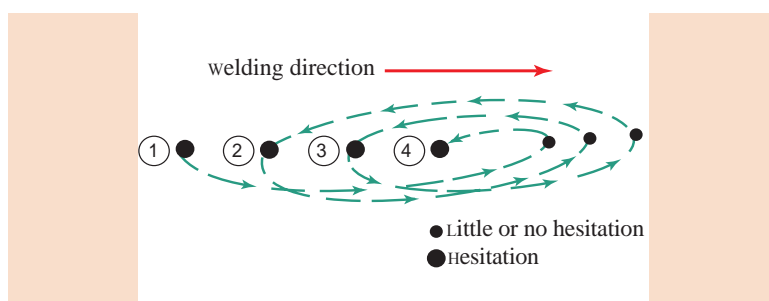 welding direction
1 2 3 4
Little or no hesitation
Hesitation